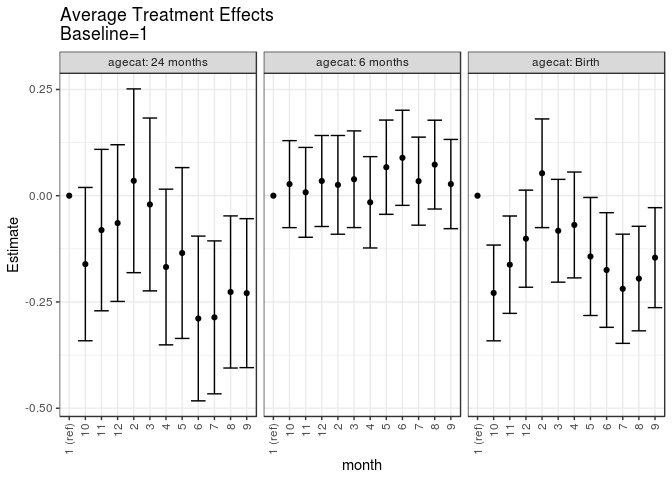 Average Treatment Effects
Baseline=1
agecat: 24 months
agecat: 6 months
agecat: Birth
0.25
0.00
-0.25
-0.50
Estimate
1 (ref) 10 11 12 2 3 4 5 6 7 8 9
1 (ref) 10 11 12 2 3 4 5 6 7 8 9
1 (ref) 10 11 12 2 3 4 5 6 7 8 9
month